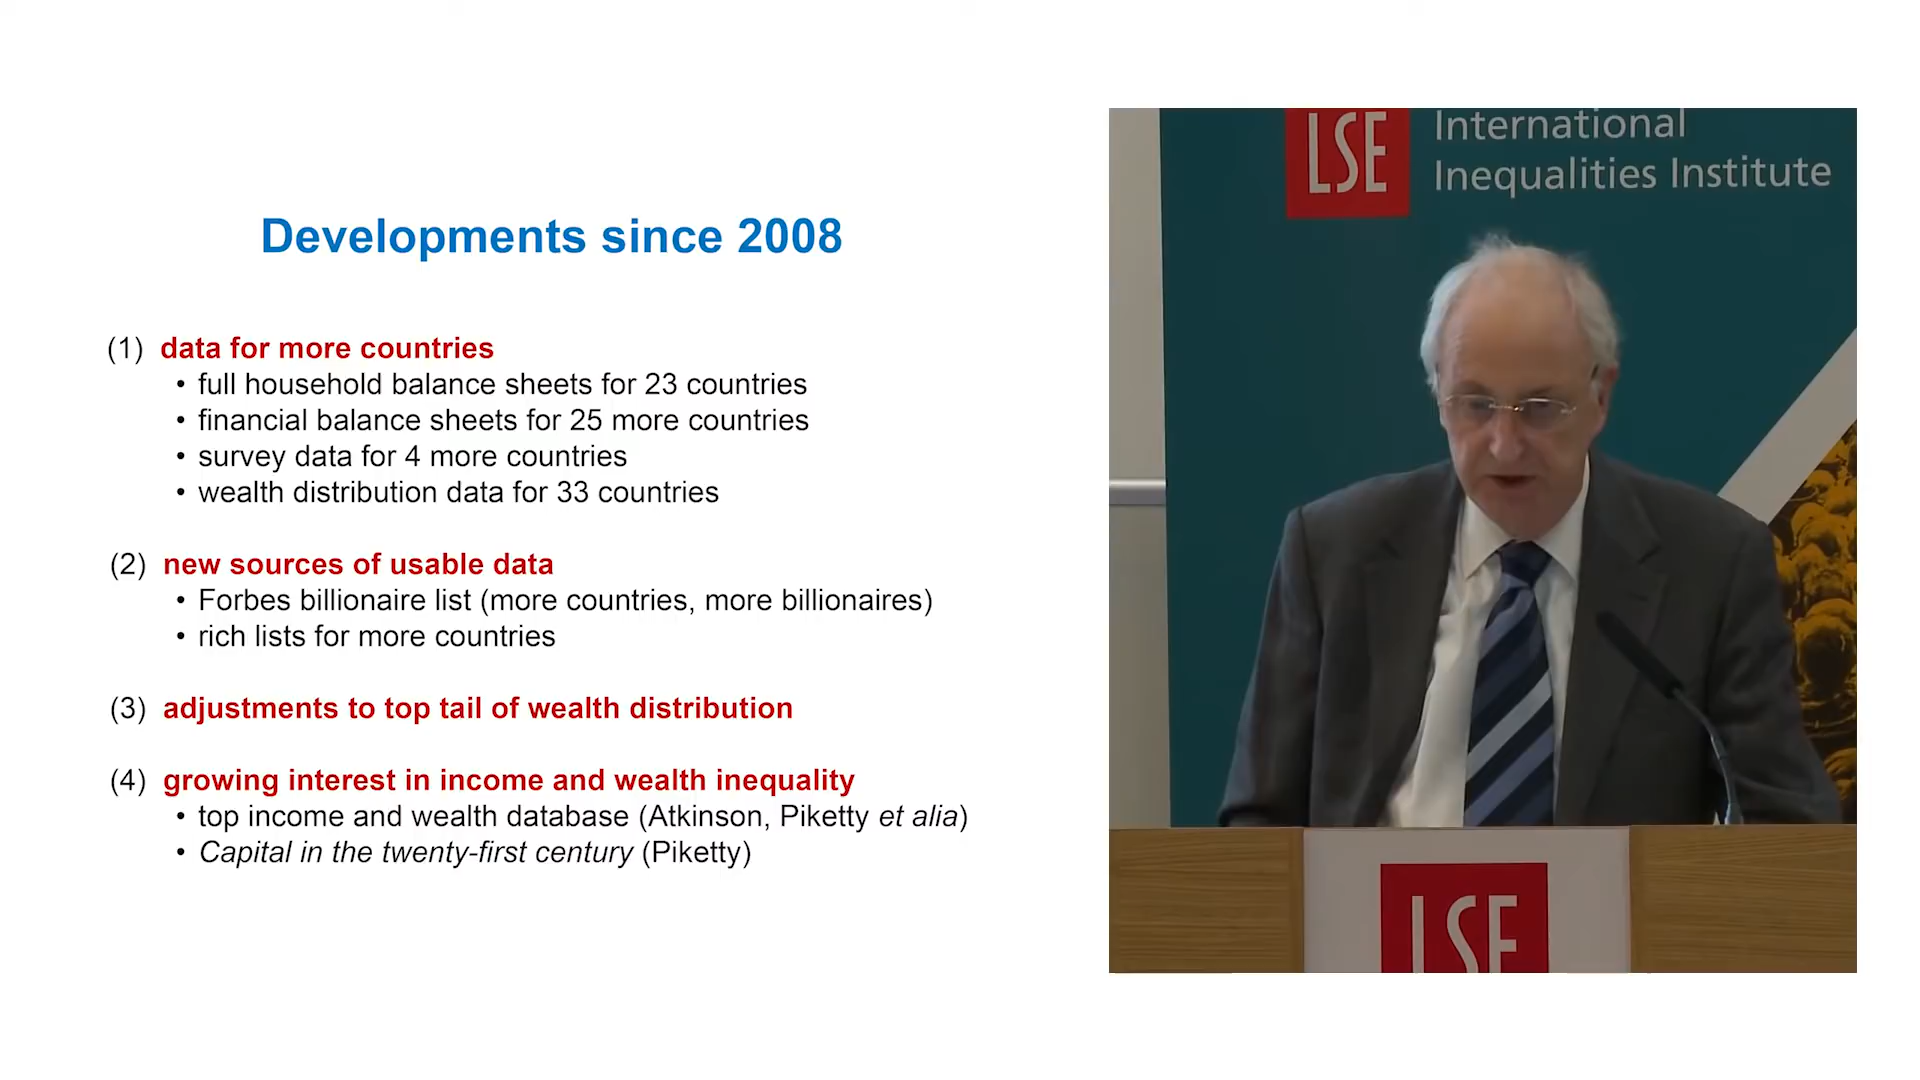 Developments since 2008
(1) data for more countries
• full household balance sheets for 23 countries
• financial balance sheets for 25 more countries
• survey data for 4 more countries
• wealth distribution data for 33 countries
(2) new sources of usable data
• Forbes billionaire list (more countries, more billionaires)
• rich lists for more countries
(3) adjustments to top tail of wealth distribution
(4) growing interest in income and wealth inequality
• top income and wealth database (Atkinson, Piketty et alia)
• Capital in the twenty-first century (Piketty)
LSE
International
Inequalities Institute
LSE